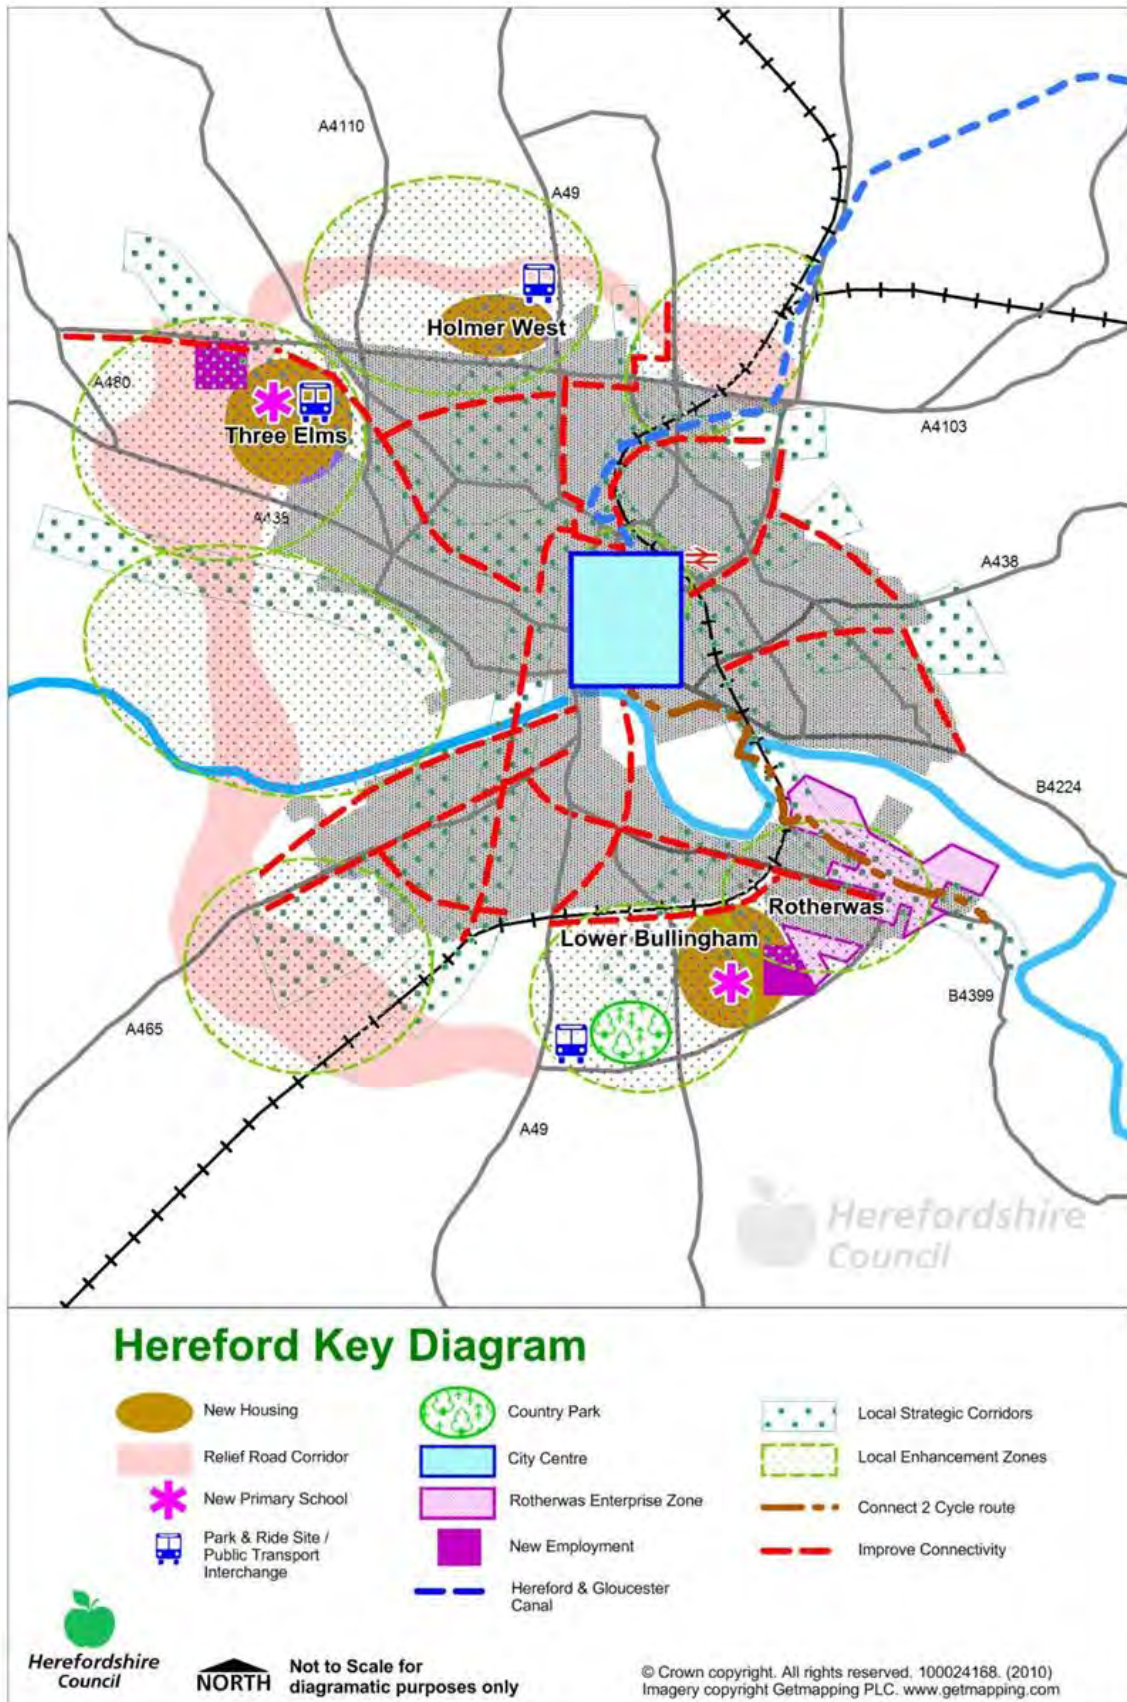 A4110
A49
Holmer West
A480
Three Elms
A4103
A438
A438
B4224
Rotherwas
Lower Bullingham
B4399
A465
A49
Herefordshire
Council
Hereford Key Diagram
New Housing
Relief Road Corridor
New Primary School
Park & Ride Site /
Public Transport
Interchange
Country Park
City Centre
Rotherwas Enterprise Zone
New Employment
Hereford & Gloucester
Canal
Local Strategic Corridors
Local Enhancement Zones
Connect 2 Cycle route
Improve Connectivity
Herefordshire
Council
NORTH
Not to Scale for
diagramatic purposes only
© Crown copyright. All rights reserved. 100024168. (2010)
Imagery copyright Getmapping PLC. www.getmapping.com